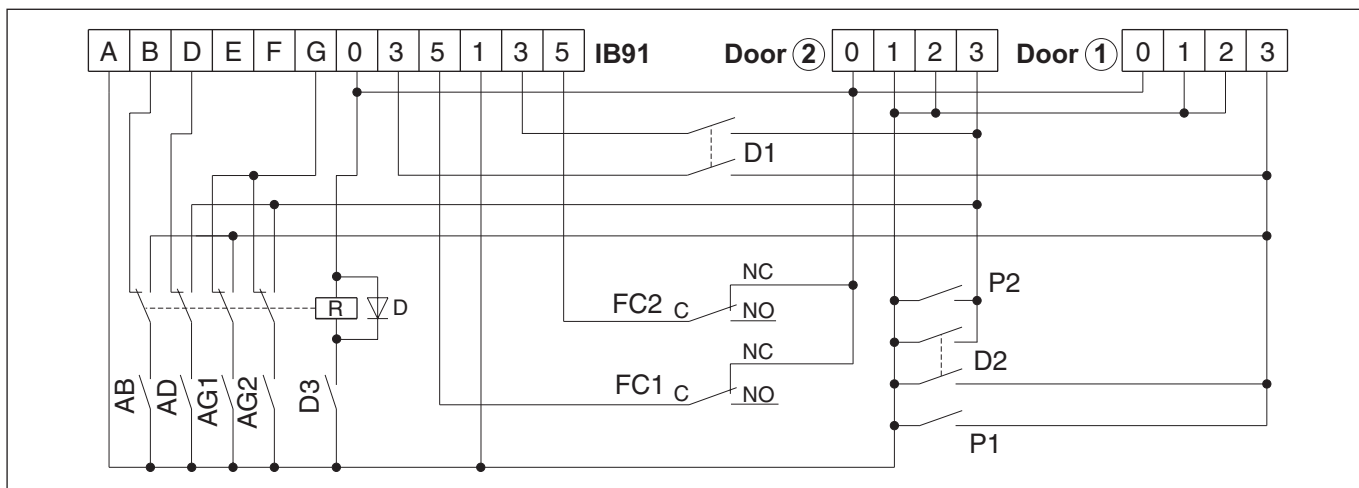 A B D E F G 0 3 5 1 3 5 IB91 Door 2 0 1 2 3 Door 1 0 1 2 3
D1
NC
P2
R D
FC2 C NO
NC
D2
FC1 C NO
AB AD AG1 AG2 D3
P1